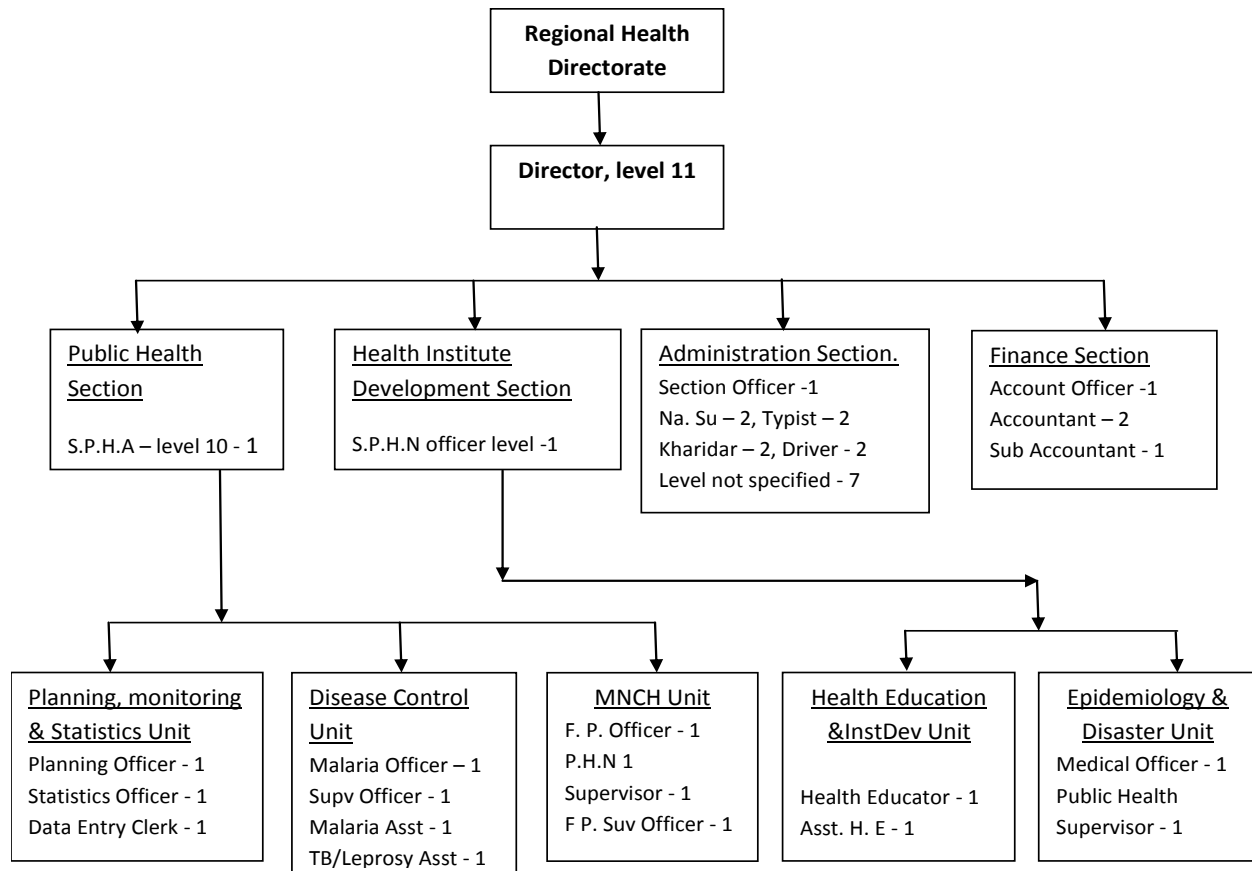 Regional Health
Directorate
Director, level 11
Public Health
Section
S.P.H.A – level 10 - 1
Health Institute
Development Section
S.P.H.N officer level -1
Administration Section.
Section Officer -1
Na. Su – 2, Typist – 2
Kharidar – 2, Driver - 2
Level not specified - 7
Finance Section
Account Officer -1
Accountant – 2
Sub Accountant - 1
Planning, monitoring
& Statistics Unit
Planning Officer - 1
Statistics Officer - 1
Data Entry Clerk - 1
Disease Control
Unit
Malaria Officer – 1
Supv Officer - 1
Malaria Asst - 1
TB/Leprosy Asst - 1
MNCH Unit
F. P. Officer - 1
P.H.N 1
Supervisor - 1
F P. Suv Officer - 1
Health Education
&InstDev Unit
Health Educator - 1
Asst. H. E - 1
Epidemiology &
Disaster Unit
Medical Officer - 1
Public Health
Supervisor - 1